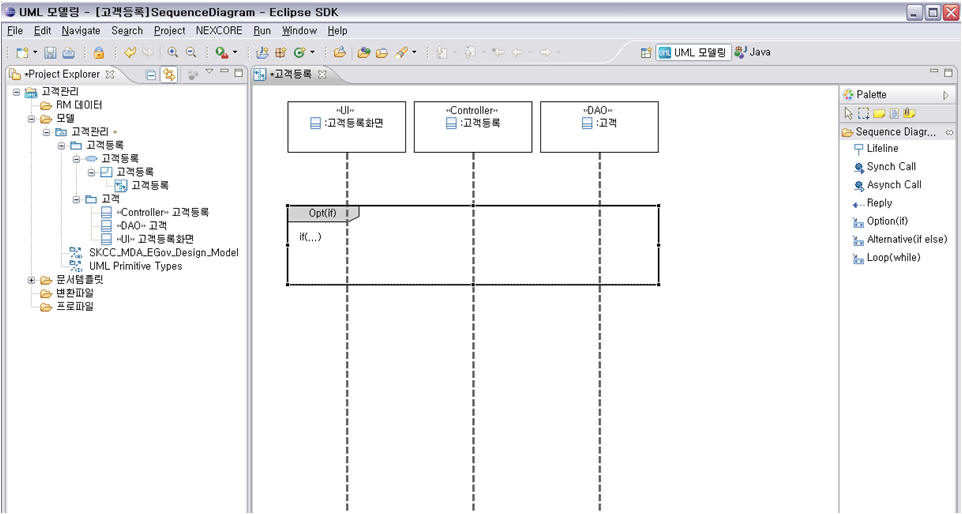 UML 모델링 - [고객등록]SequenceDiagram - Eclipse SDK
File Edit Navigate Search Project NEXCORE Run Window Help
UML 모델링 Java
*Project Explorer
*고객등록
고객관리
RM 데이터
모델
고객관리 *
고객등록
고객등록
고객등록
고객등록
고객
«Controller» 고객등록
«DAO» 고객
«UI» 고객등록화면
SKCC_MDA_EGov_Design_Model
UML Primitive Types
문서템플릿
변환파일
프로파일
«UI»
:고객등록화면
«Controller»
:고객등록
«DAO»
:고객
Opt(if)
if(...)
Palette
Sequence Diagr...
Lifeline
Synch Call
Asynch Call
Reply
Option(if)
Alternative(if else)
Loop(while)